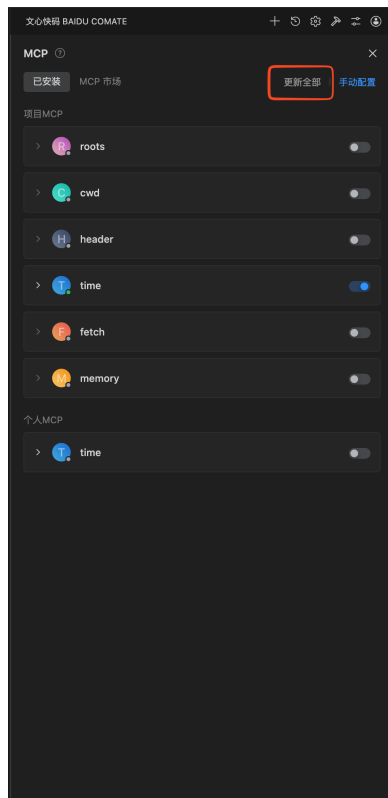 文心快码 BAIDU COMATE
MCP
已安装 MCP 市场 更新全部 手动配置
项目MCP
R roots
C cwd
H header
T time
F fetch
M memory
个人MCP
T time